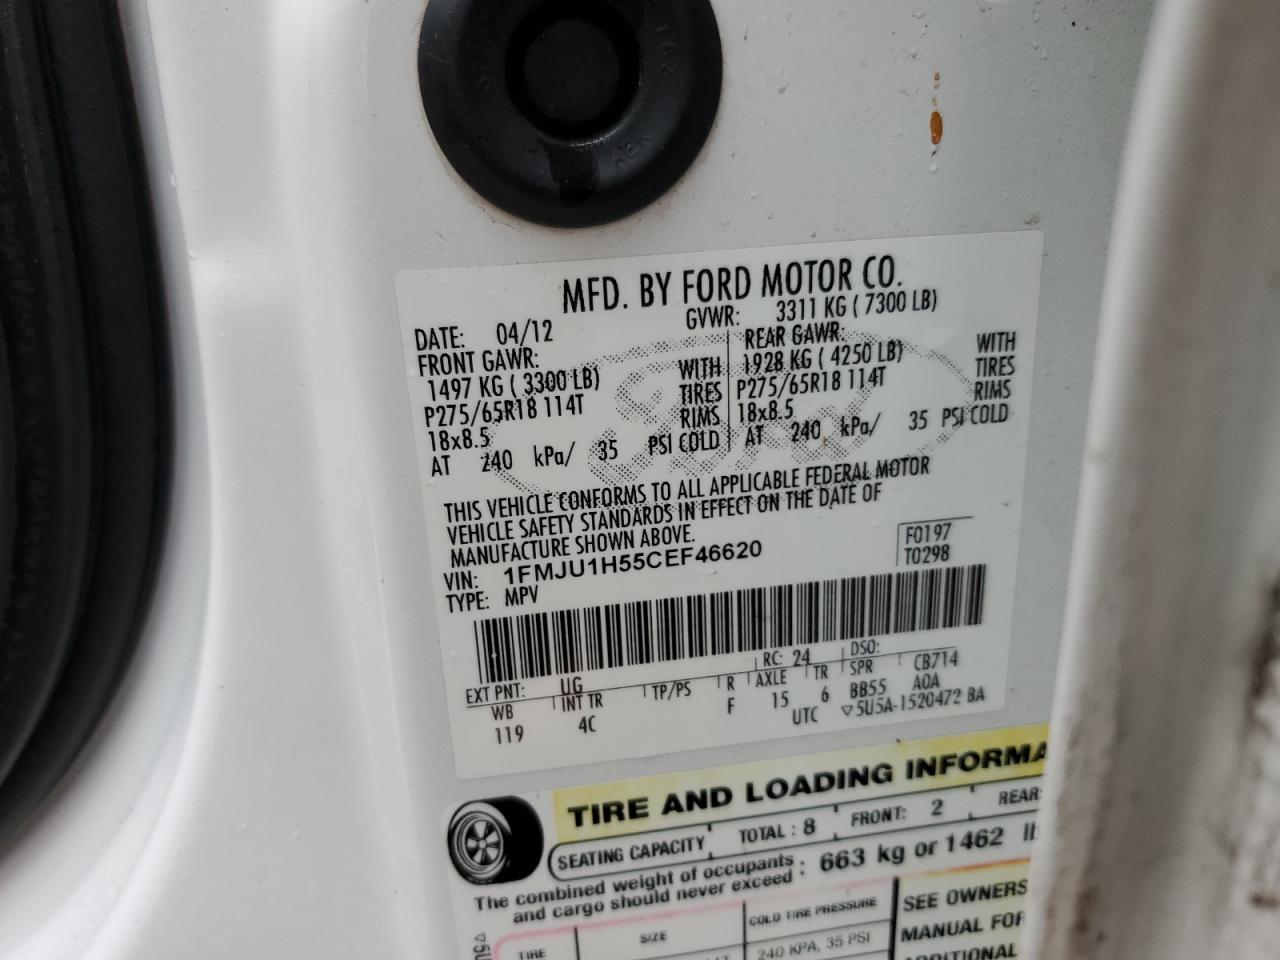 MFD. BY FORD MOTOR CO.
DATE: 04/12
GVWR: 3311 KG ( 7300 LB)
FRONT GAWR:
1497 KG ( 3300 LB) WITH
P275/65R18 114T TIRES
18x8.5 RIMS
AT 240 kPa/ 35 PSI COLD
REAR GAWR: WITH
1928 KG ( 4250 LB) TIRES
P275/65R18 114T RIMS
18x8.5
AT 240 kPa/ 35 PSI COLD
THIS VEHICLE CONFORMS TO ALL APPLICABLE FEDERAL MOTOR
VEHICLE SAFETY STANDARDS IN EFFECT ON THE DATE OF
MANUFACTURE SHOWN ABOVE.
VIN: 1FMJU1H55CEF46620
TYPE: MPV
F0197
T0298
EXT PNT: UG RC: 24 DSO: CB714
WB INT TR TP/PS R AXLE TR SPR A0A
119 4C F 15 6 BB55
UTC ▽5U5A-1520472 BA
TIRE AND LOADING INFORMA
SEATING CAPACITY TOTAL : 8 FRONT: 2 REAR:
The combined weight of occupants
and cargo should never exceed : 663 kg or 1462
TIRE SIZE COLD TIRE PRESSURE SEE OWNERS
240 KPA, 35 PSI MANUAL FOR
ADDITIONAL